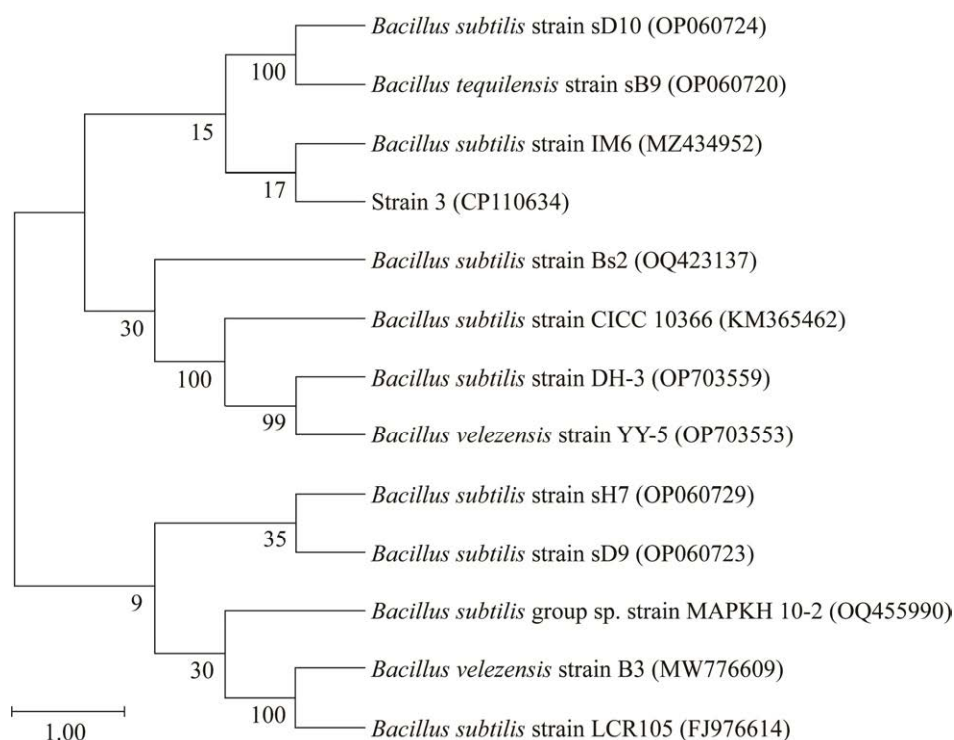 Bacillus subtilis strain sD10 (OP060724)
100
Bacillus tequilensis strain sB9 (OP060720)
15
Bacillus subtilis strain IM6 (MZ434952)
17
Strain 3 (CP110634)
Bacillus subtilis strain Bs2 (OQ423137)
30
Bacillus subtilis strain CICC 10366 (KM365462)
100
Bacillus subtilis strain DH-3 (OP703559)
99
Bacillus velezensis strain YY-5 (OP703553)
Bacillus subtilis strain sH7 (OP060729)
35
Bacillus subtilis strain sD9 (OP060723)
9
Bacillus subtilis group sp. strain MAPKH 10-2 (OQ455990)
30
Bacillus velezensis strain B3 (MW776609)
100
Bacillus subtilis strain LCR105 (FJ976614)
1.00